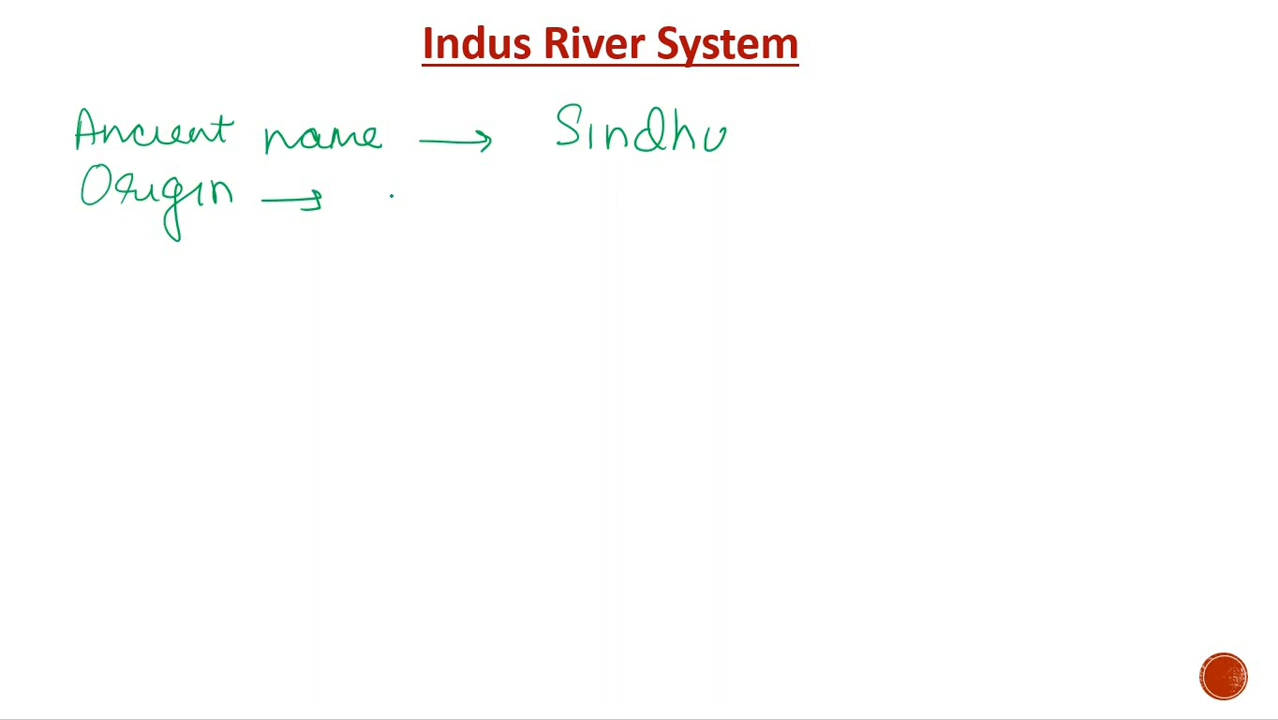 Indus River System
Ancient name → Sindhu
Origin →